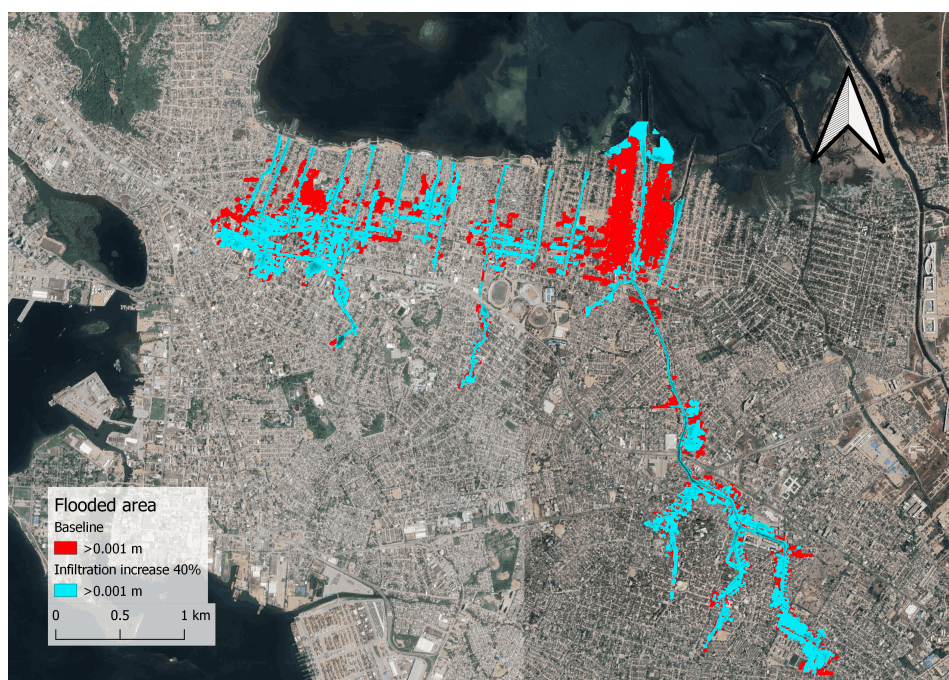 Flooded area
Baseline
>0.001 m
Infiltration increase 40%
>0.001 m
0 0.5 1 km